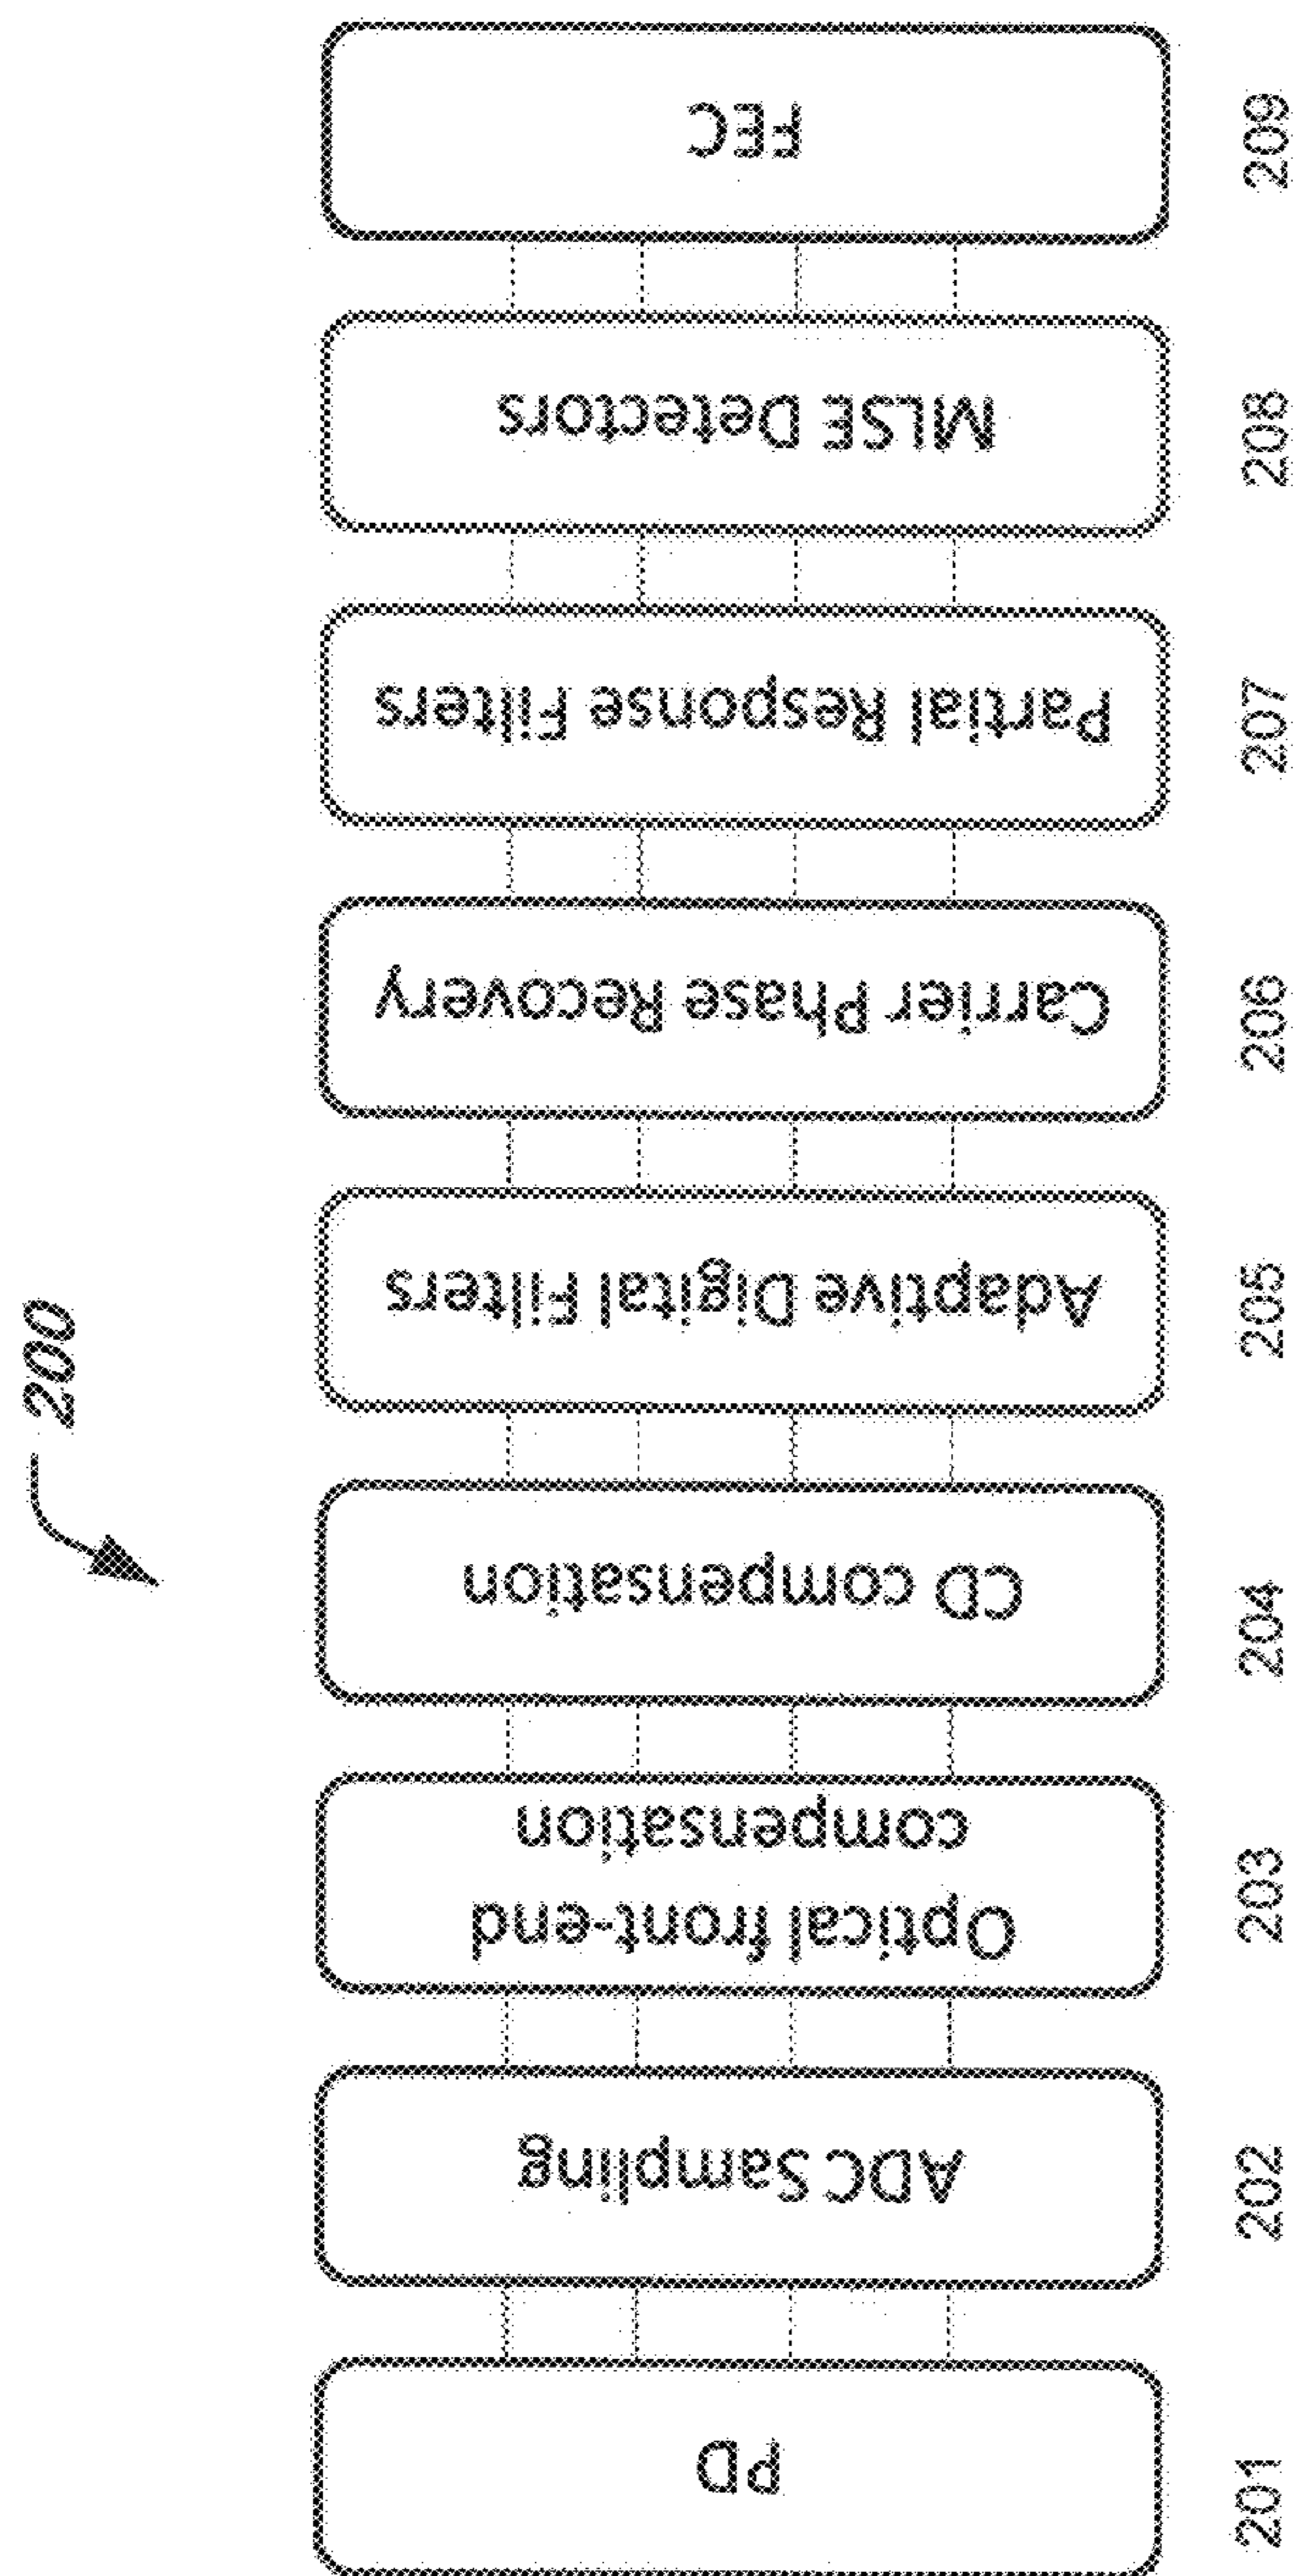 200
PD
201
ADC Sampling
202
Optical front-end
compensation
203
CD compensation
204
Adaptive Digital Filters
205
Carrier Phase Recovery
206
Partial Response Filters
207
MLSE Detectors
208
FEC
209